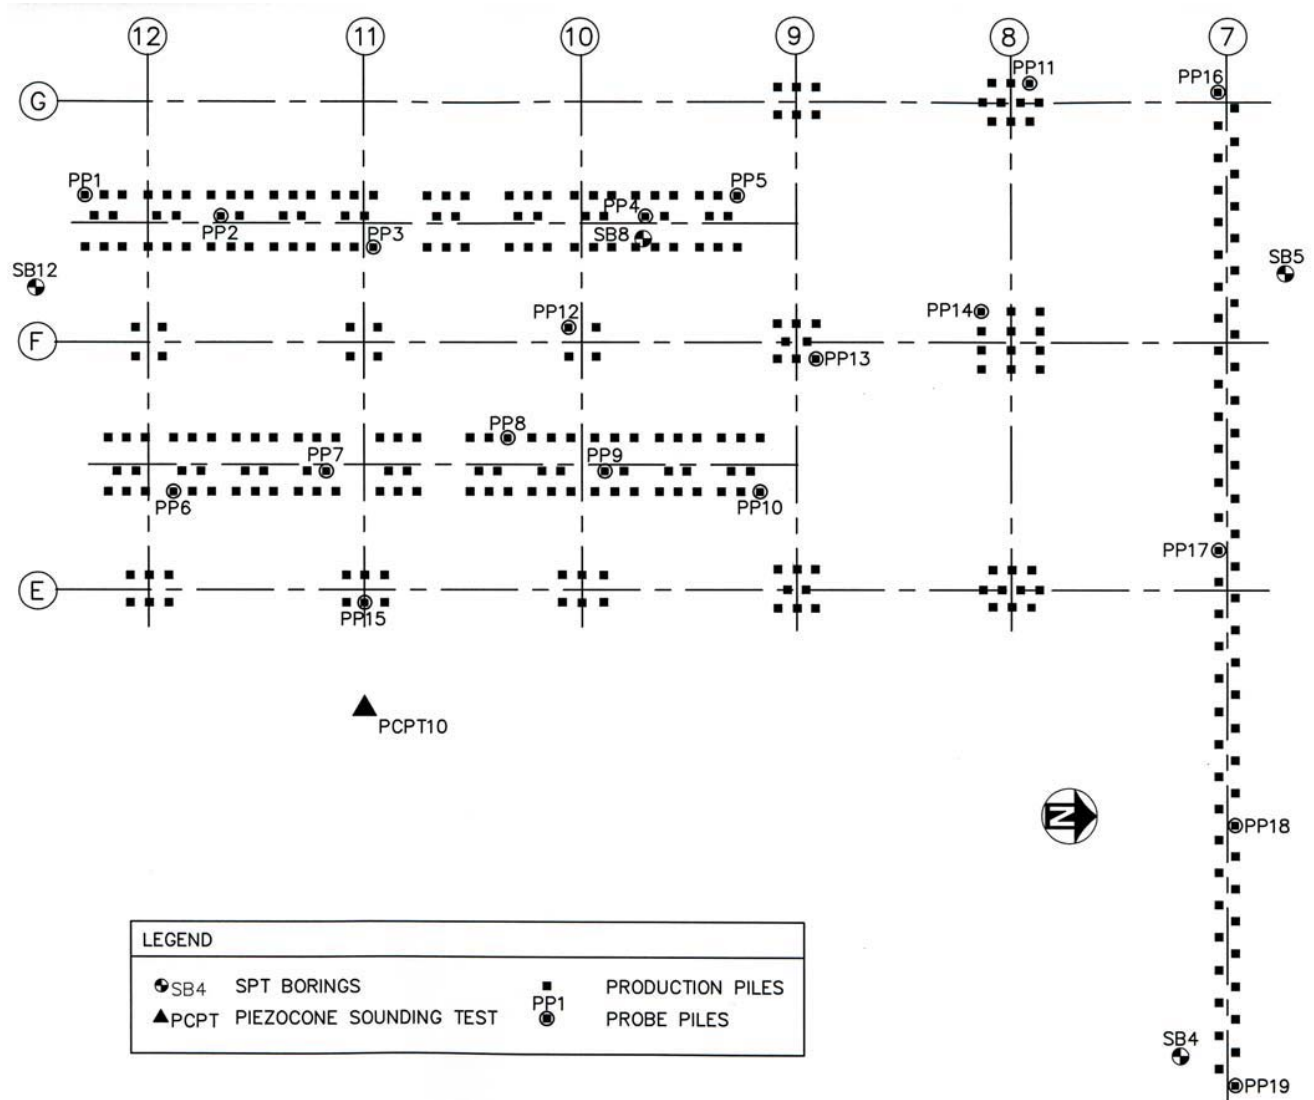 12 11 10 9 8 7
PP11
PP16
G
PP1
PP5
PP4
PP2
PP3
SB8
SB12
SB5
PP14
PP12
F
PP13
PP8
PP7
PP9
PP6
PP10
PP17
E
PP15
PCPT10
N
PP18
LEGEND
SB4 SPT BORINGS
PRODUCTION PILES
PCPT PIEZOCONE SOUNDING TEST
PP1
PROBE PILES
SB4
PP19